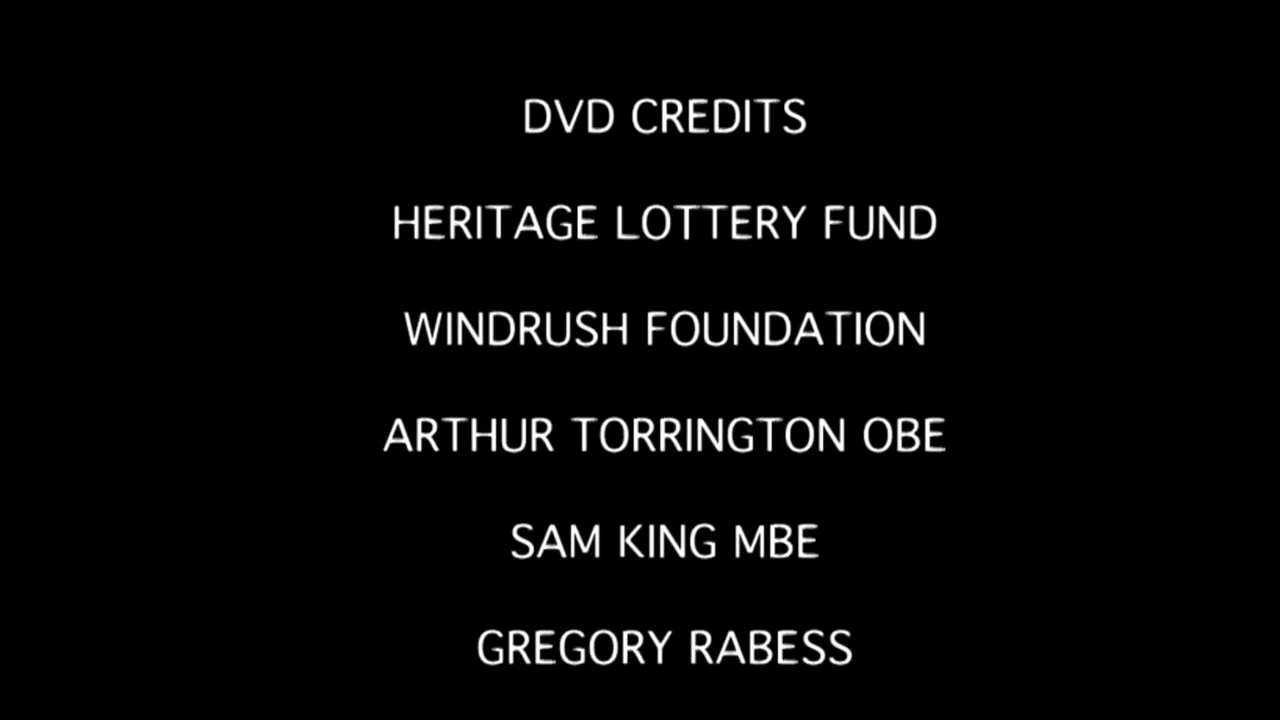 DVD CREDITS
HERITAGE LOTTERY FUND
WINDRUSH FOUNDATION
ARTHUR TORRINGTON OBE
SAM KING MBE
GREGORY RABESS